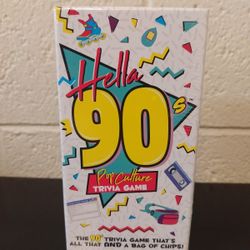 Hella
90s
Pop Culture
TRIVIA GAME
THE 90s TRIVIA GAME THAT'S
ALL THAT AND A BAG OF CHIPS!